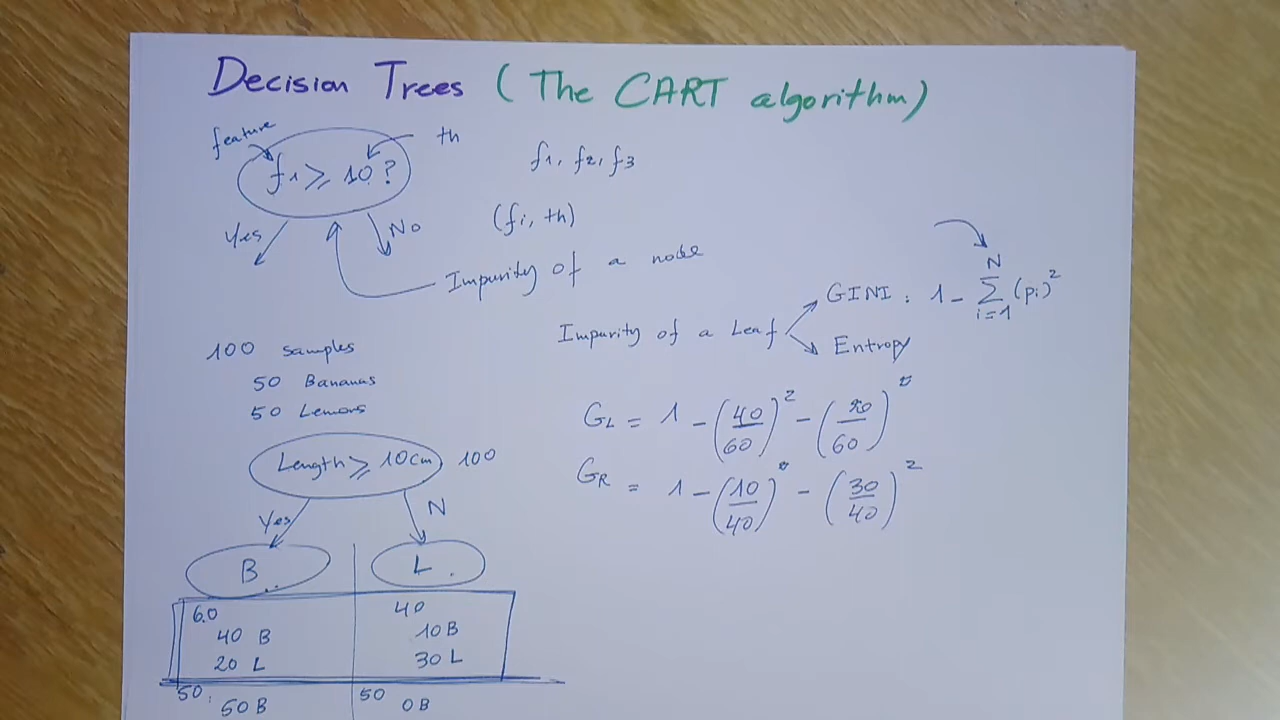 Decision Trees (The CART algorithm)
feature
th
f1 ≥ 10?
f1, f2, f3
Yes
No
(fi, th)
Impurity of a node
Impurity of a Leaf
GINI : 1 - N Σ i=1 (pi)²
Entropy
100 samples
50 Bananas
50 Lemons
GL = 1 - (40/60)² - (20/60)²
GR = 1 - (10/40)² - (30/40)²
Length ≥ 10cm 100
Yes
N
B
L
60
40 B
20 L
40
10 B
30 L
50
50 B
50
0 B